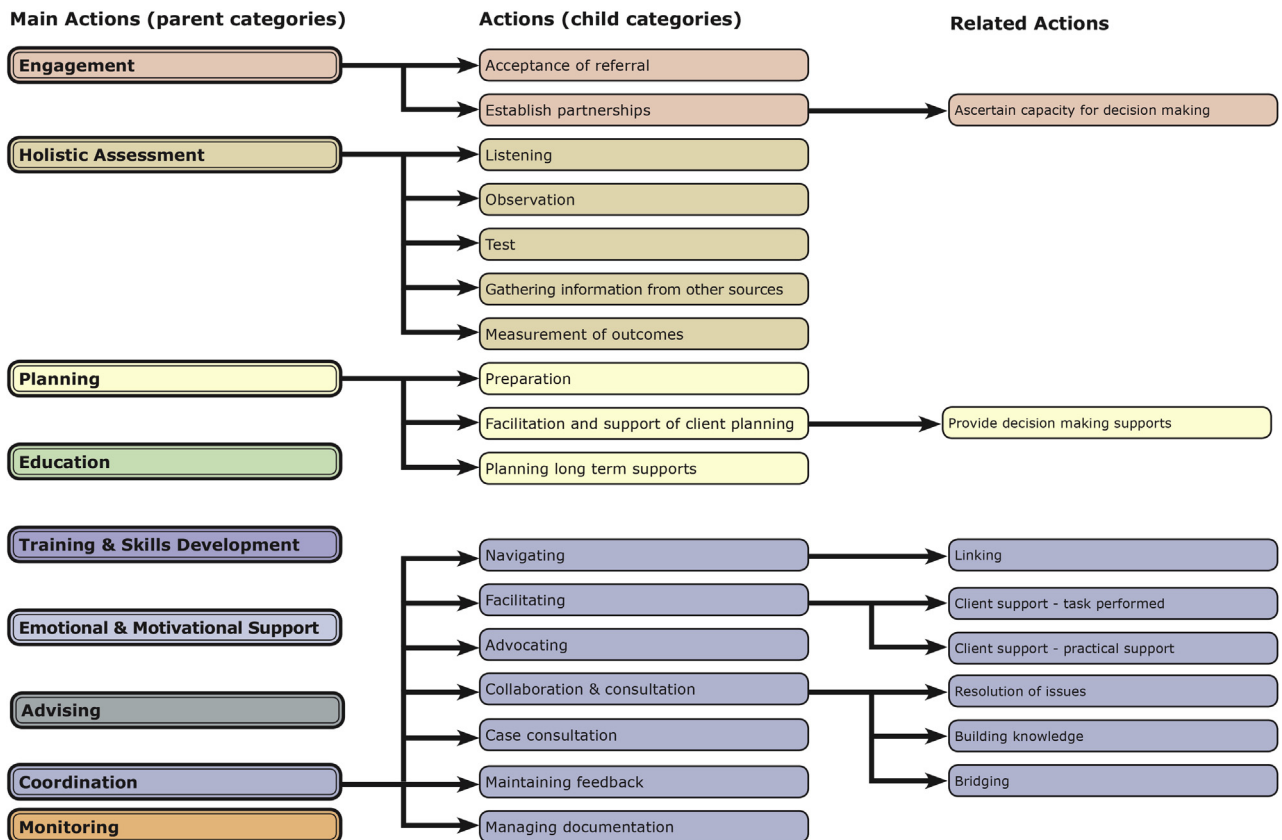 Main Actions (parent categories)
Actions (child categories)
Related Actions
Engagement
Acceptance of referral
Establish partnerships
Ascertain capacity for decision making
Holistic Assessment
Listening
Observation
Test
Gathering information from other sources
Measurement of outcomes
Planning
Preparation
Facilitation and support of client planning
Provide decision making supports
Planning long term supports
Education
Training & Skills Development
Emotional & Motivational Support
Advising
Coordination
Navigating
Linking
Facilitating
Client support - task performed
Client support - practical support
Advocating
Collaboration & consultation
Resolution of issues
Building knowledge
Bridging
Case consultation
Maintaining feedback
Managing documentation
Monitoring